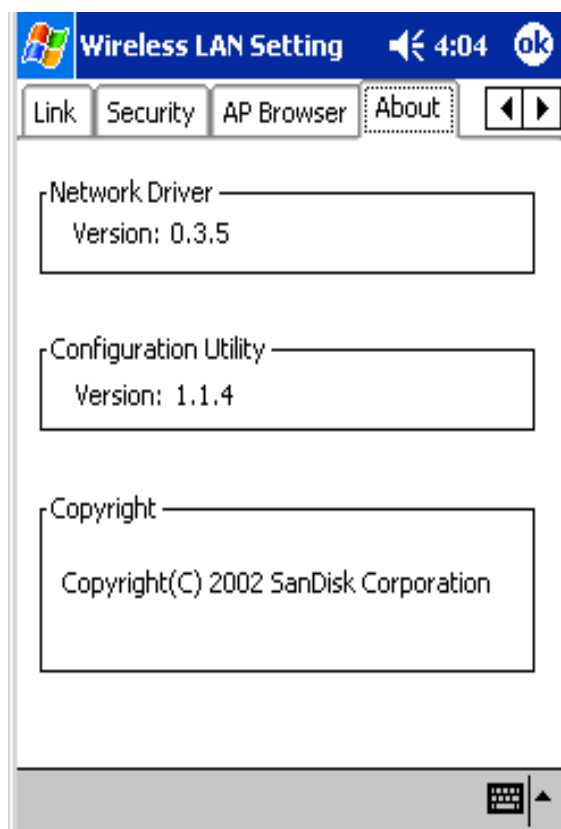 Wireless LAN Setting 4:04 ok
Link Security AP Browser About
Network Driver
Version: 0.3.5
Configuration Utility
Version: 1.1.4
Copyright
Copyright(C) 2002 SanDisk Corporation